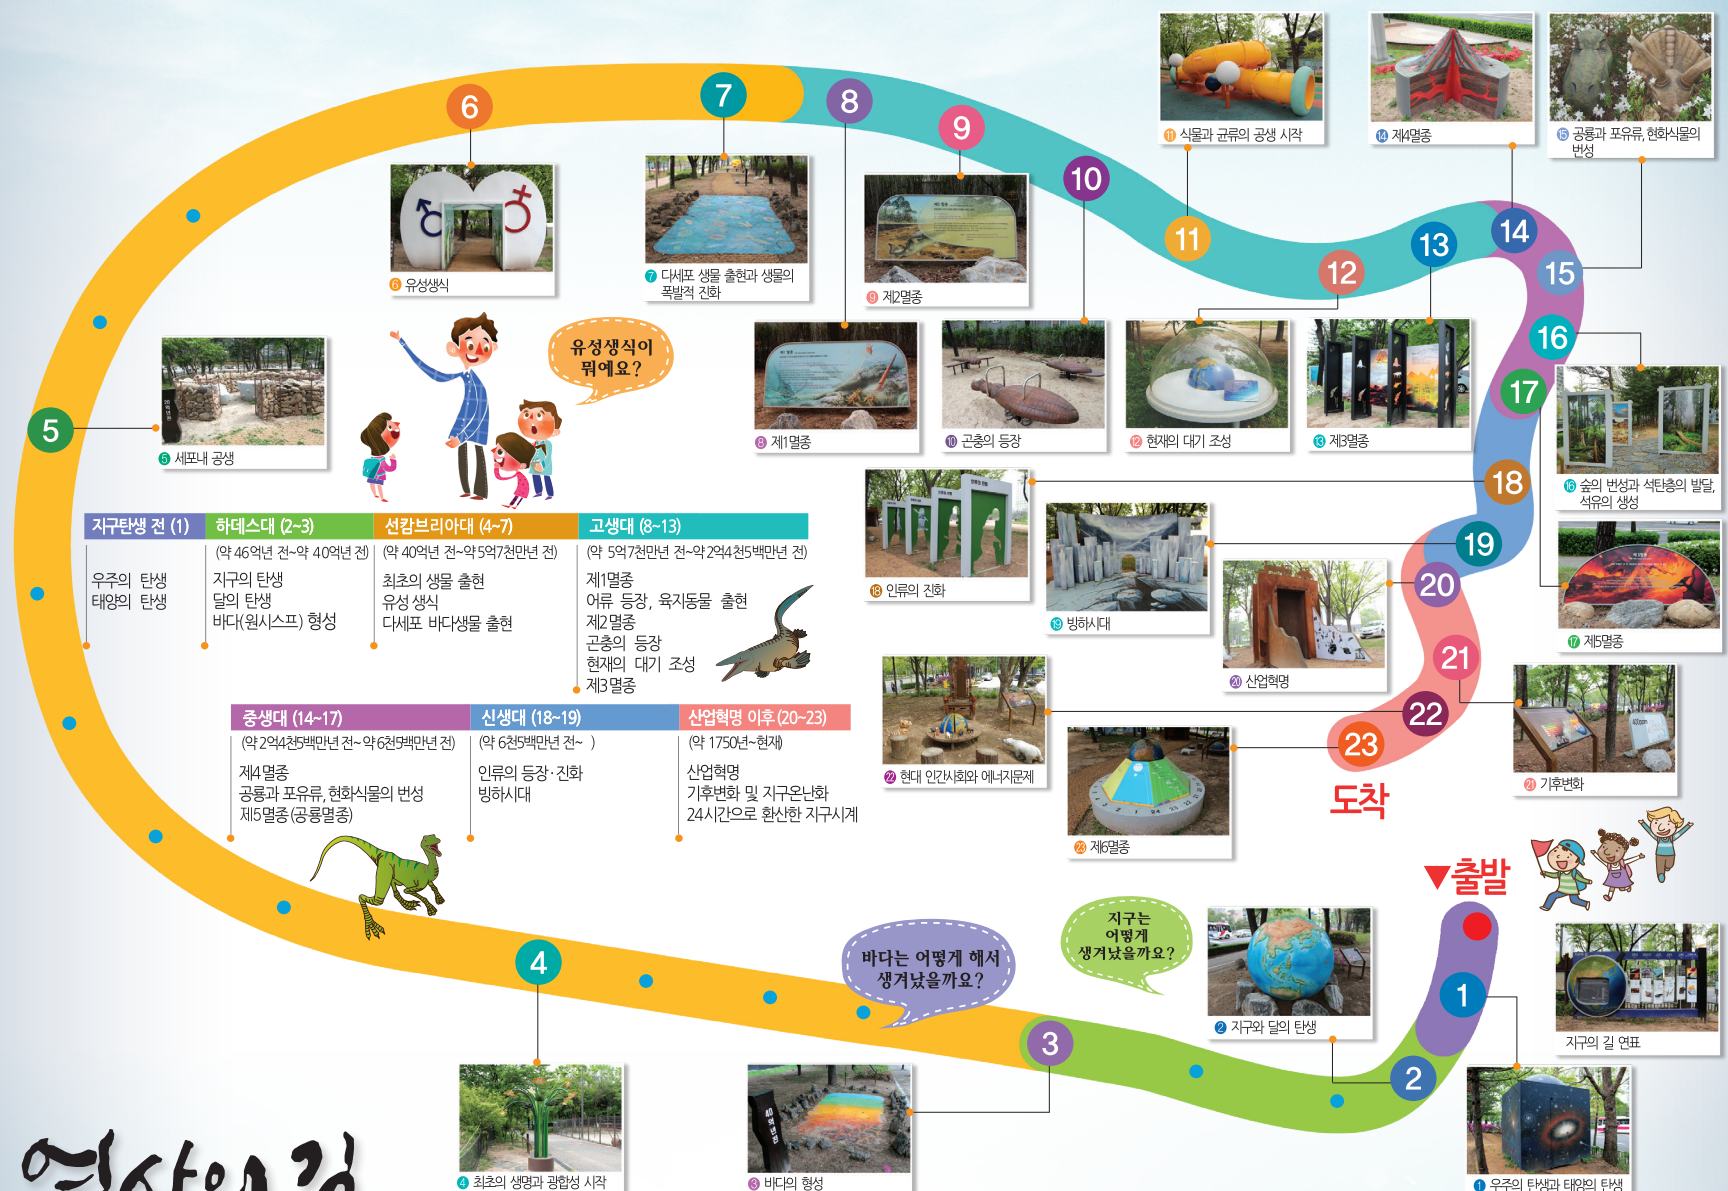 6
7
8
9
10
11
12
13
14
15
16
17
18
19
20
21
22
23
5
4
3
2
1
⑪ 식물과 균류의 공생 시작
⑭ 제4멸종
⑮ 공룡과 포유류, 현화식물의
번성
⑥ 유성생식
⑦ 다세포 생물 출현과 생물의
폭발적 진화
⑨ 제2멸종
유성생식이
뭐예요?
⑤ 세포내 공생
⑧ 제1멸종
⑩ 곤충의 등장
⑫ 현재의 대기 조성
⑬ 제3멸종
⑯ 숲의 번성과 석탄층의 발달,
석유의 생성
⑱ 인류의 진화
⑲ 빙하시대
⑳ 산업혁명
⑰ 제5멸종
지구탄생 전 (1)
우주의 탄생
태양의 탄생
하데스대 (2~3)
(약 46억년 전~약 40억년 전)
지구의 탄생
달의 탄생
바다(원시스프) 형성
선캄브리아대 (4~7)
(약 40억년 전~약 5억7천만년 전)
최초의 생물 출현
유성 생식
다세포 바다생물 출현
고생대 (8~13)
(약 5억7천만년 전~약2억4천5백만년 전)
제1멸종
어류 등장, 육지동물 출현
제2멸종
곤충의 등장
현재의 대기 조성
제3멸종
중생대 (14~17)
(약 2억4천5백만년 전~약 6천5백만년 전)
제4멸종
공룡과 포유류, 현화식물의 번성
제5멸종(공룡멸종)
신생대 (18~19)
(약 6천5백만년 전~ )
인류의 등장·진화
빙하시대
산업혁명 이후 (20~23)
(약 1750년~현재)
산업혁명
기후변화 및 지구온난화
24시간으로 환산한 지구시계
㉒ 현대 인간사회와 에너지문제
㉓ 제6멸종
㉑ 기후변화
도착
▼출발
바다는 어떻게 해서
생겨났을까요?
지구는
어떻게
생겨났을까요?
② 지구와 달의 탄생
지구의 길 연표
④ 최초의 생명과 광합성 시작
40억년전
③ 바다의 형성
① 우주의 탄생과 태양의 탄생